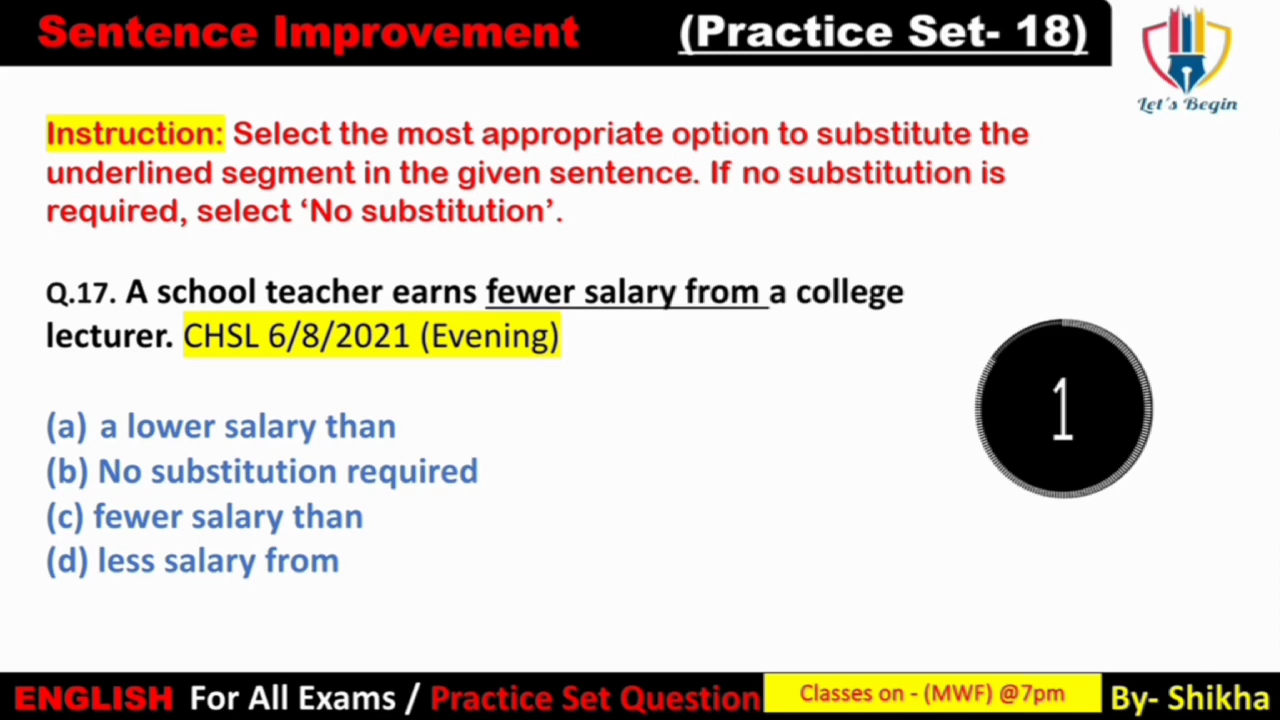 Sentence Improvement (Practice Set- 18)
Let's Begin
Instruction: Select the most appropriate option to substitute the
underlined segment in the given sentence. If no substitution is
required, select ‘No substitution’.
Q.17. A school teacher earns fewer salary from a college
lecturer. CHSL 6/8/2021 (Evening)
1
(a) a lower salary than
(b) No substitution required
(c) fewer salary than
(d) less salary from
ENGLISH For All Exams / Practice Set Question Classes on - (MWF) @7pm By- Shikha